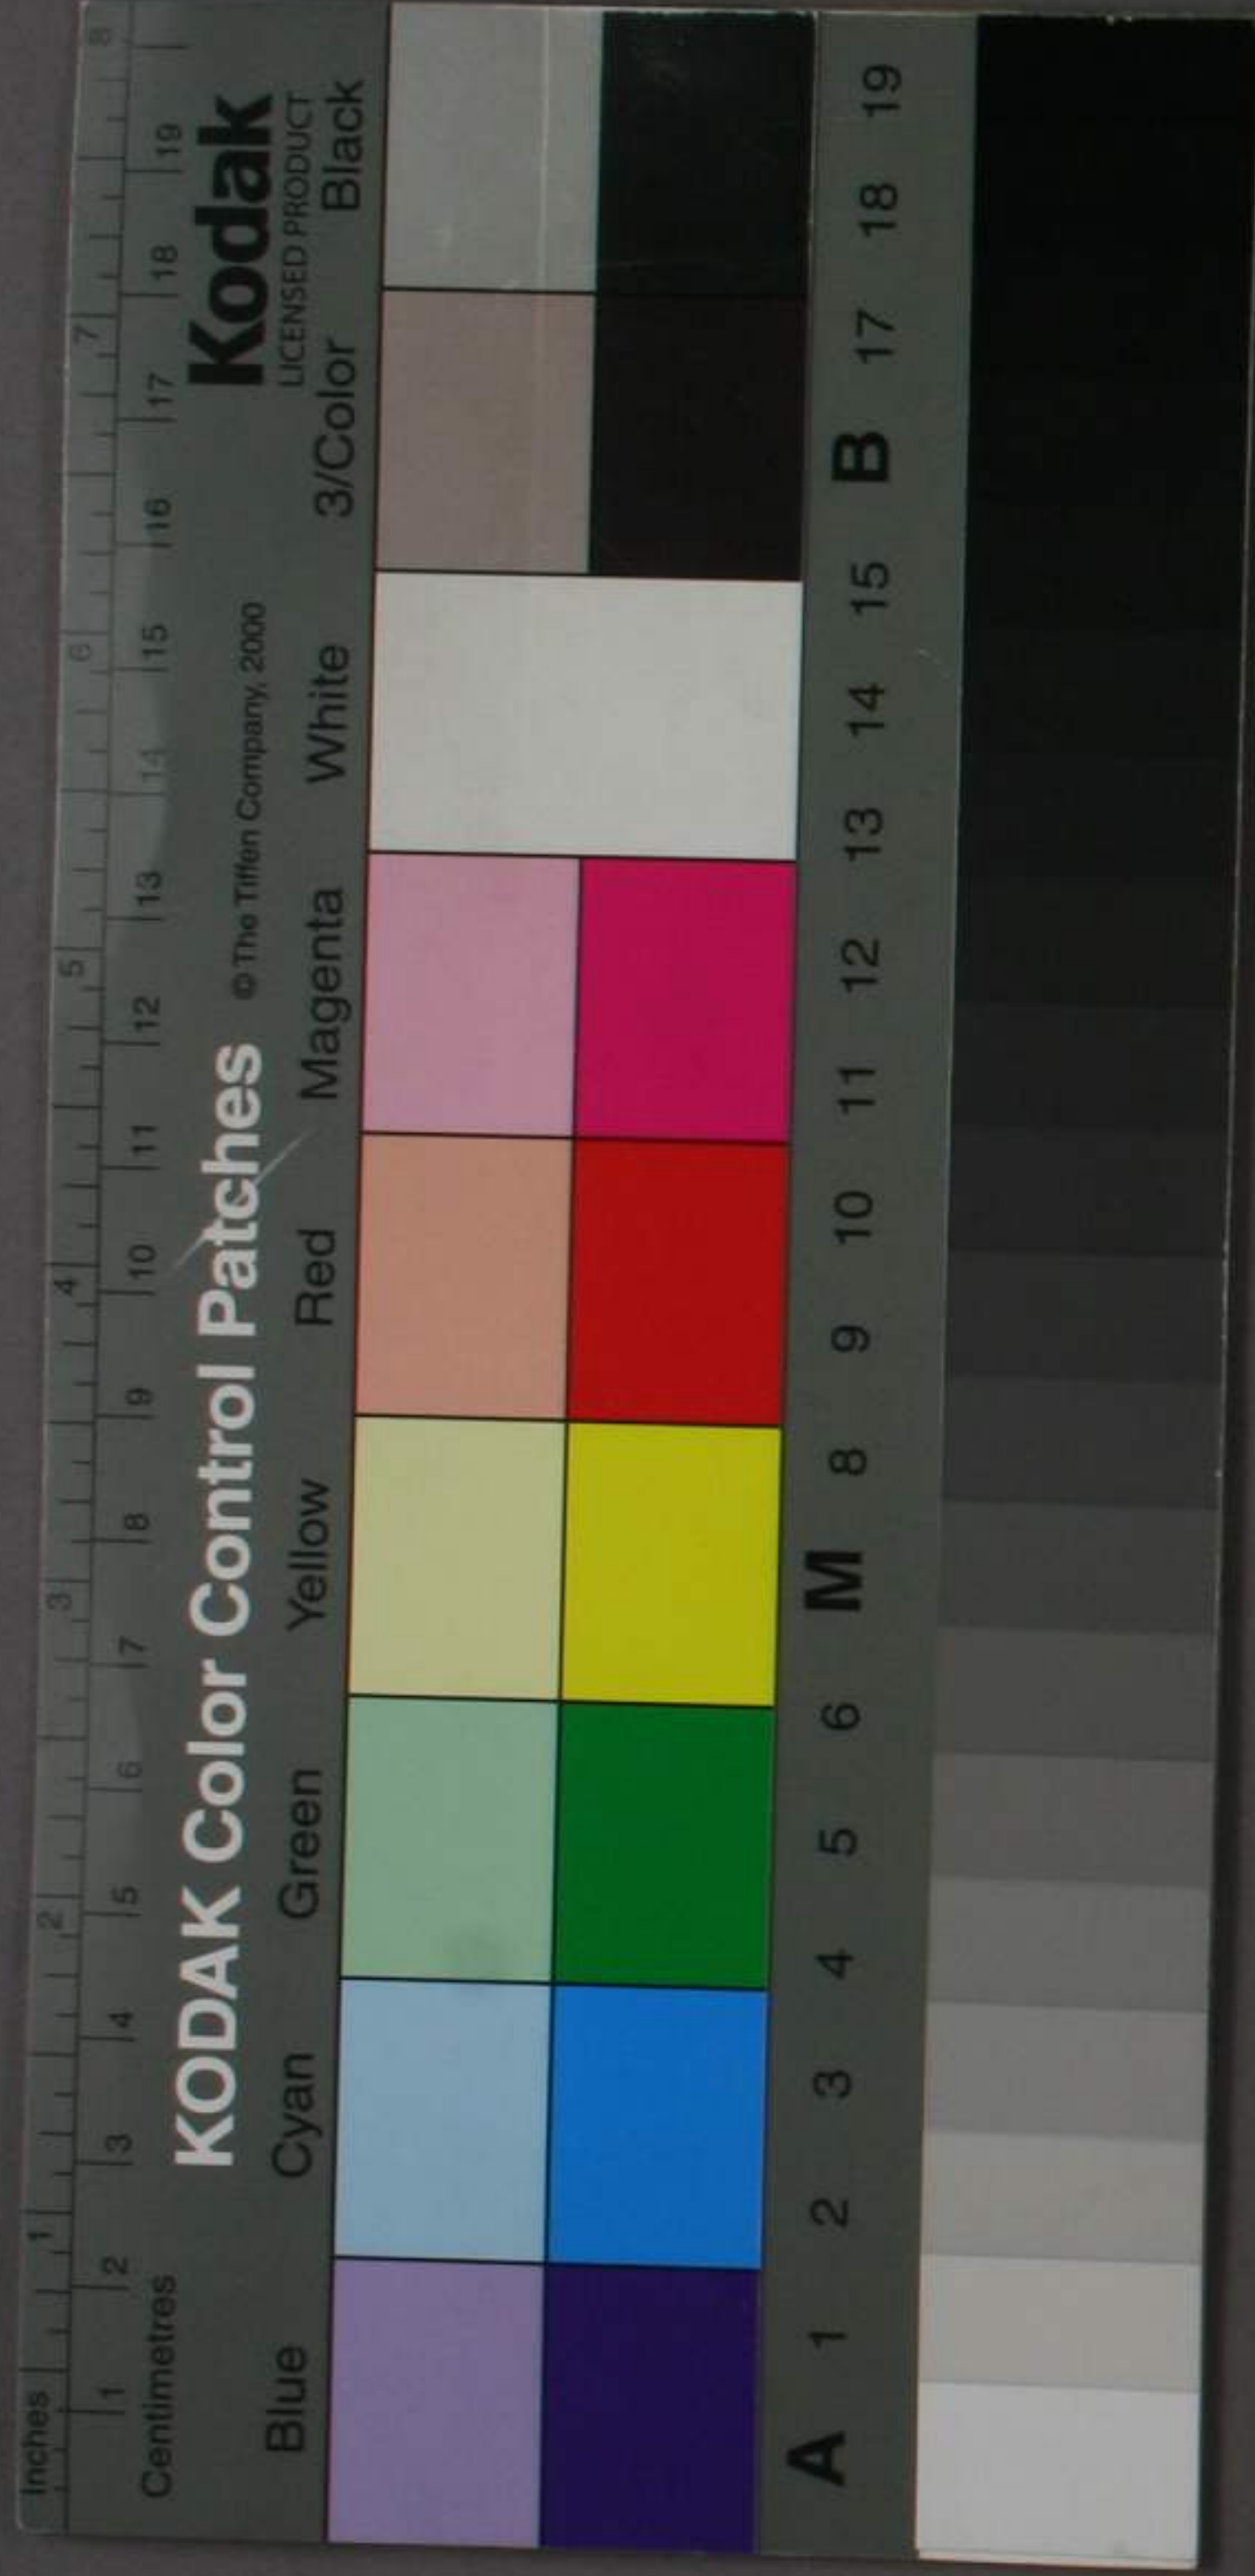 Inches 1 2 3 4 5 6 7 8
1 2 3 4 5 6 7 8 9 10 11 12 13 14 15 16 17 18 19
Centimetres
KODAK Color Control Patches © The Tiffen Company, 2000 Kodak
LICENSED PRODUCT
Blue Cyan Green Yellow Red Magenta White 3/Color Black
A 1 2 3 4 5 6 M 8 9 10 11 12 13 14 15 B 17 18 19